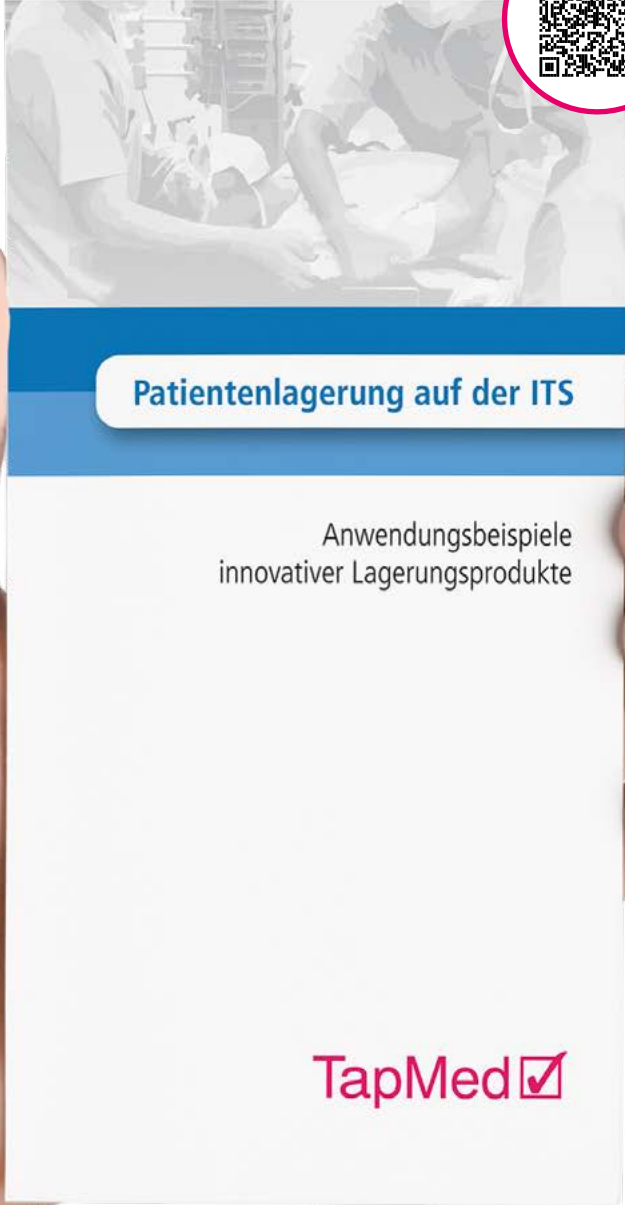 Patientenlagerung auf der ITS
Anwendungsbeispiele
innovativer Lagerungsprodukte
TapMed